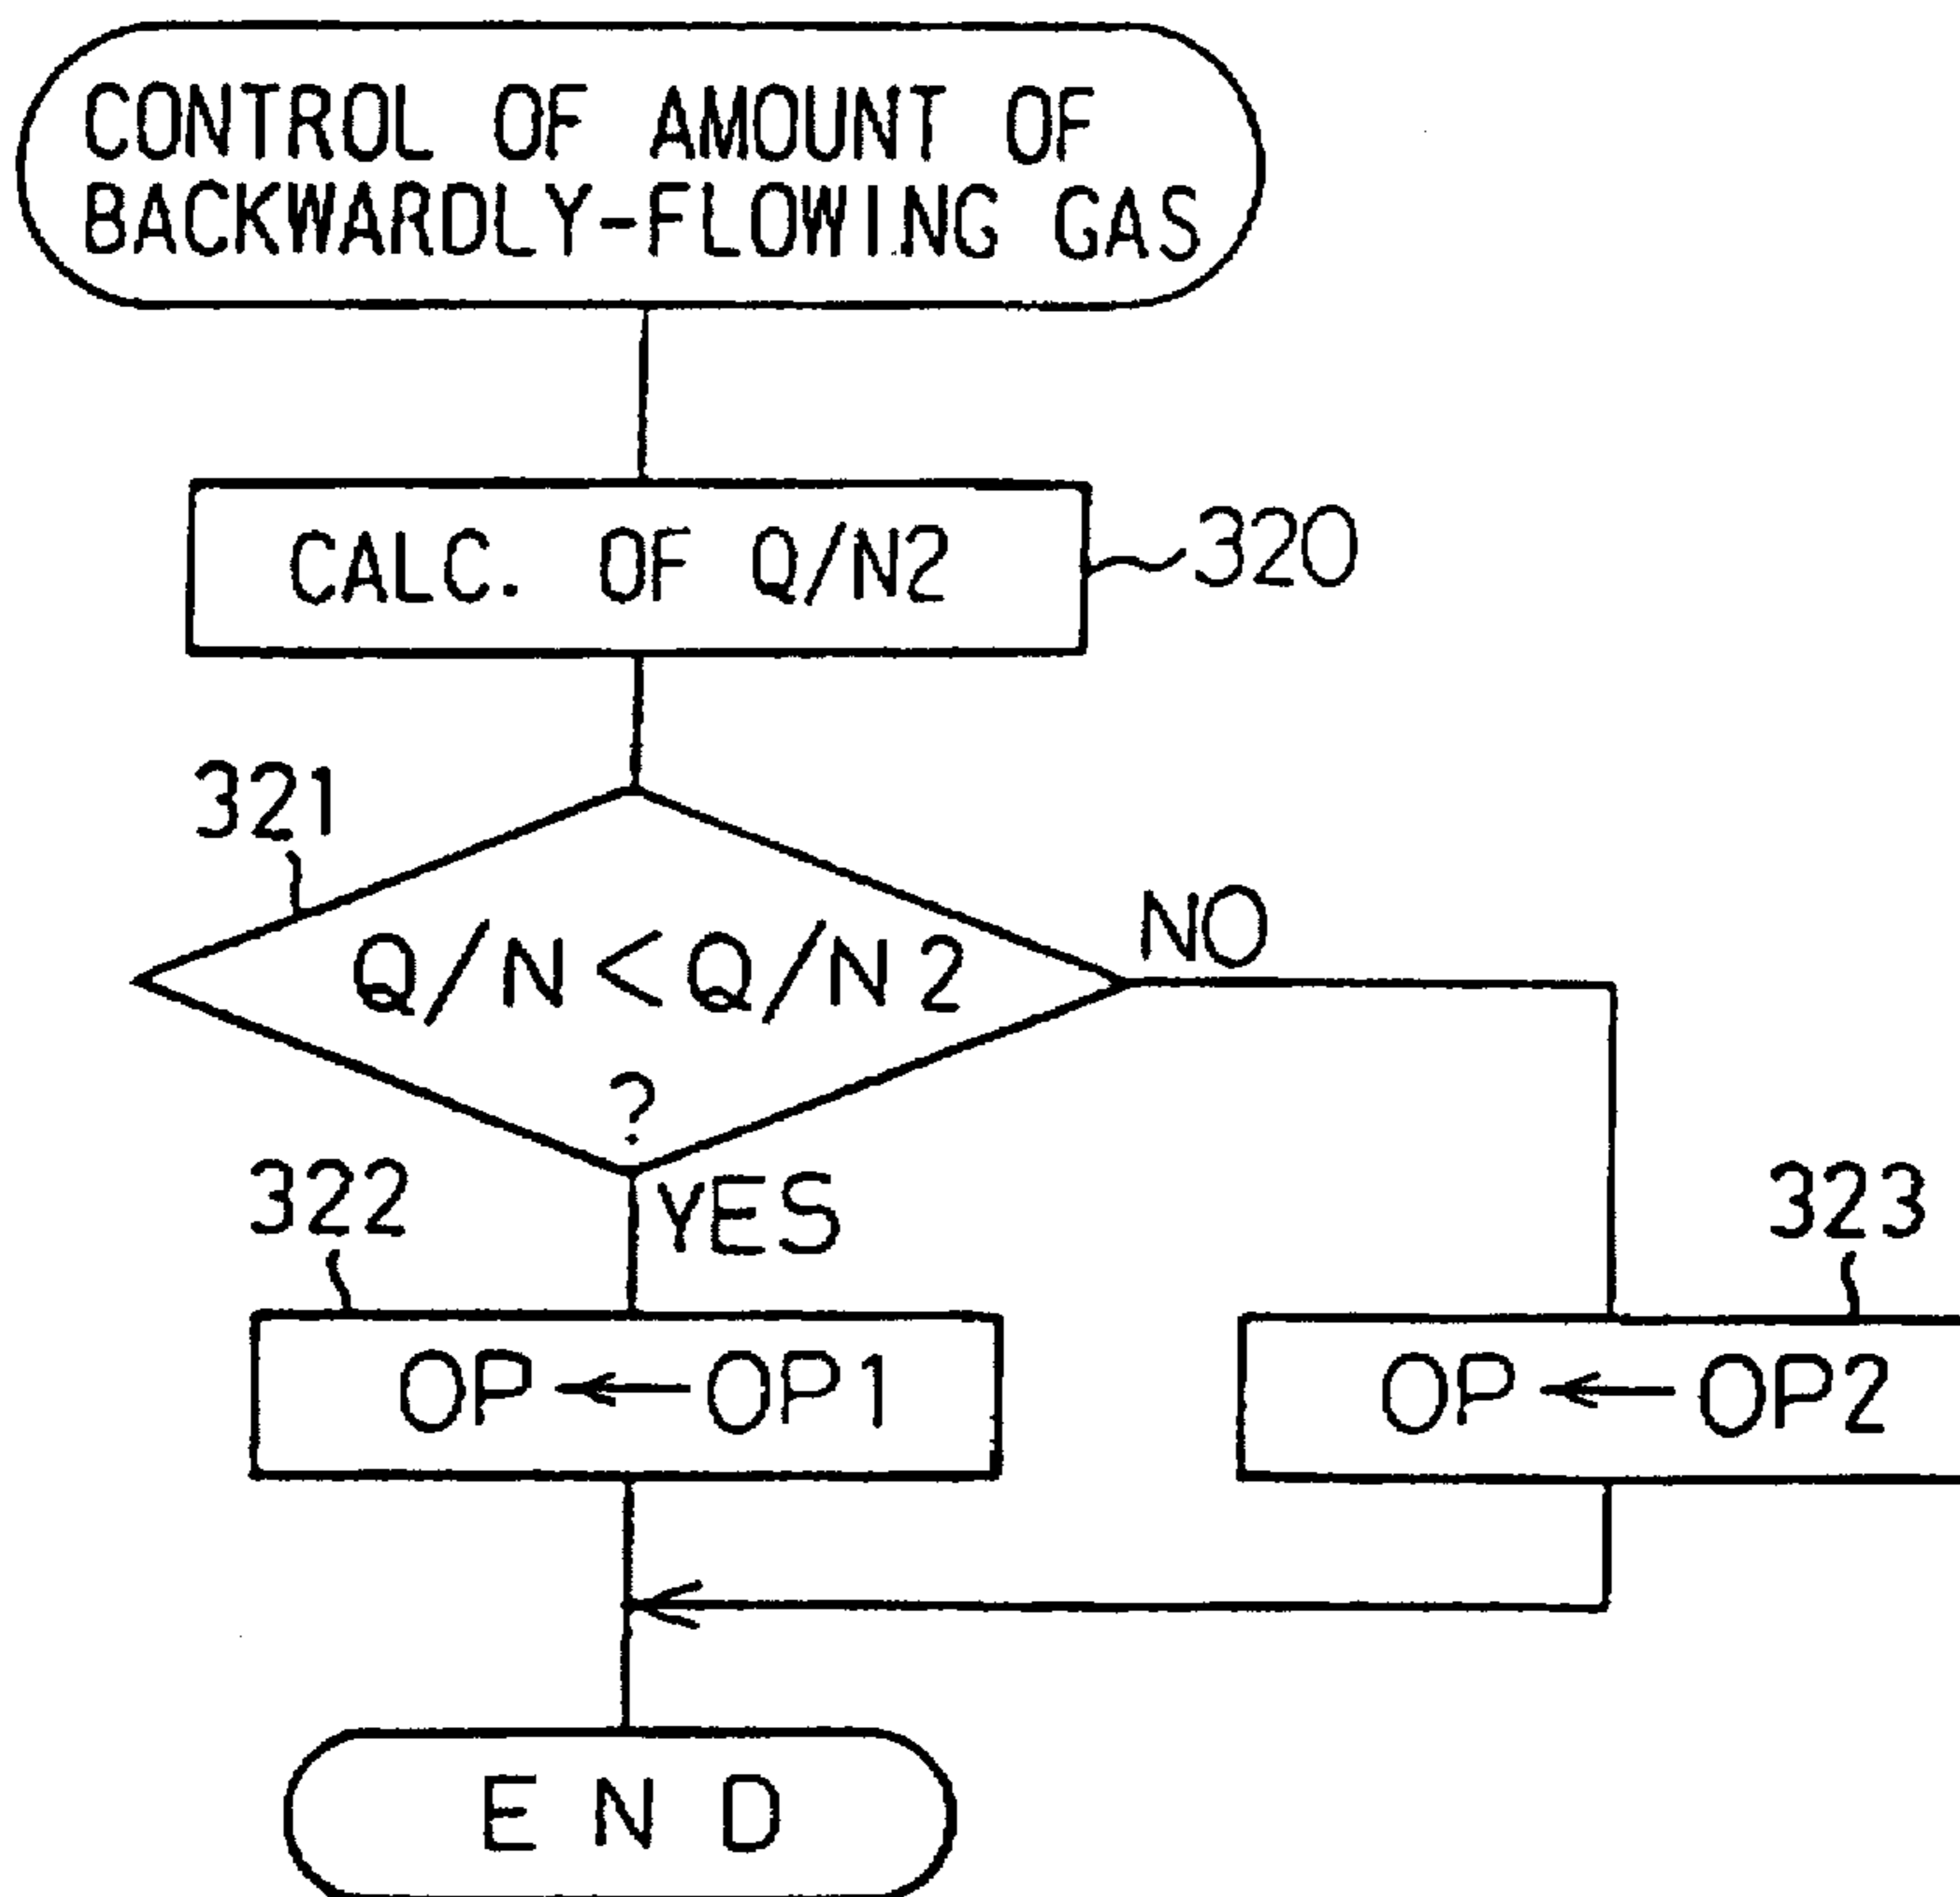 CONTROL OF AMOUNT OF
BACKWARDLY-FLOWING GAS
CALC. OF Q/N2
320
321
Q/N<Q/N2
?
NO
YES
322
OP←OP1
323
OP←OP2
END